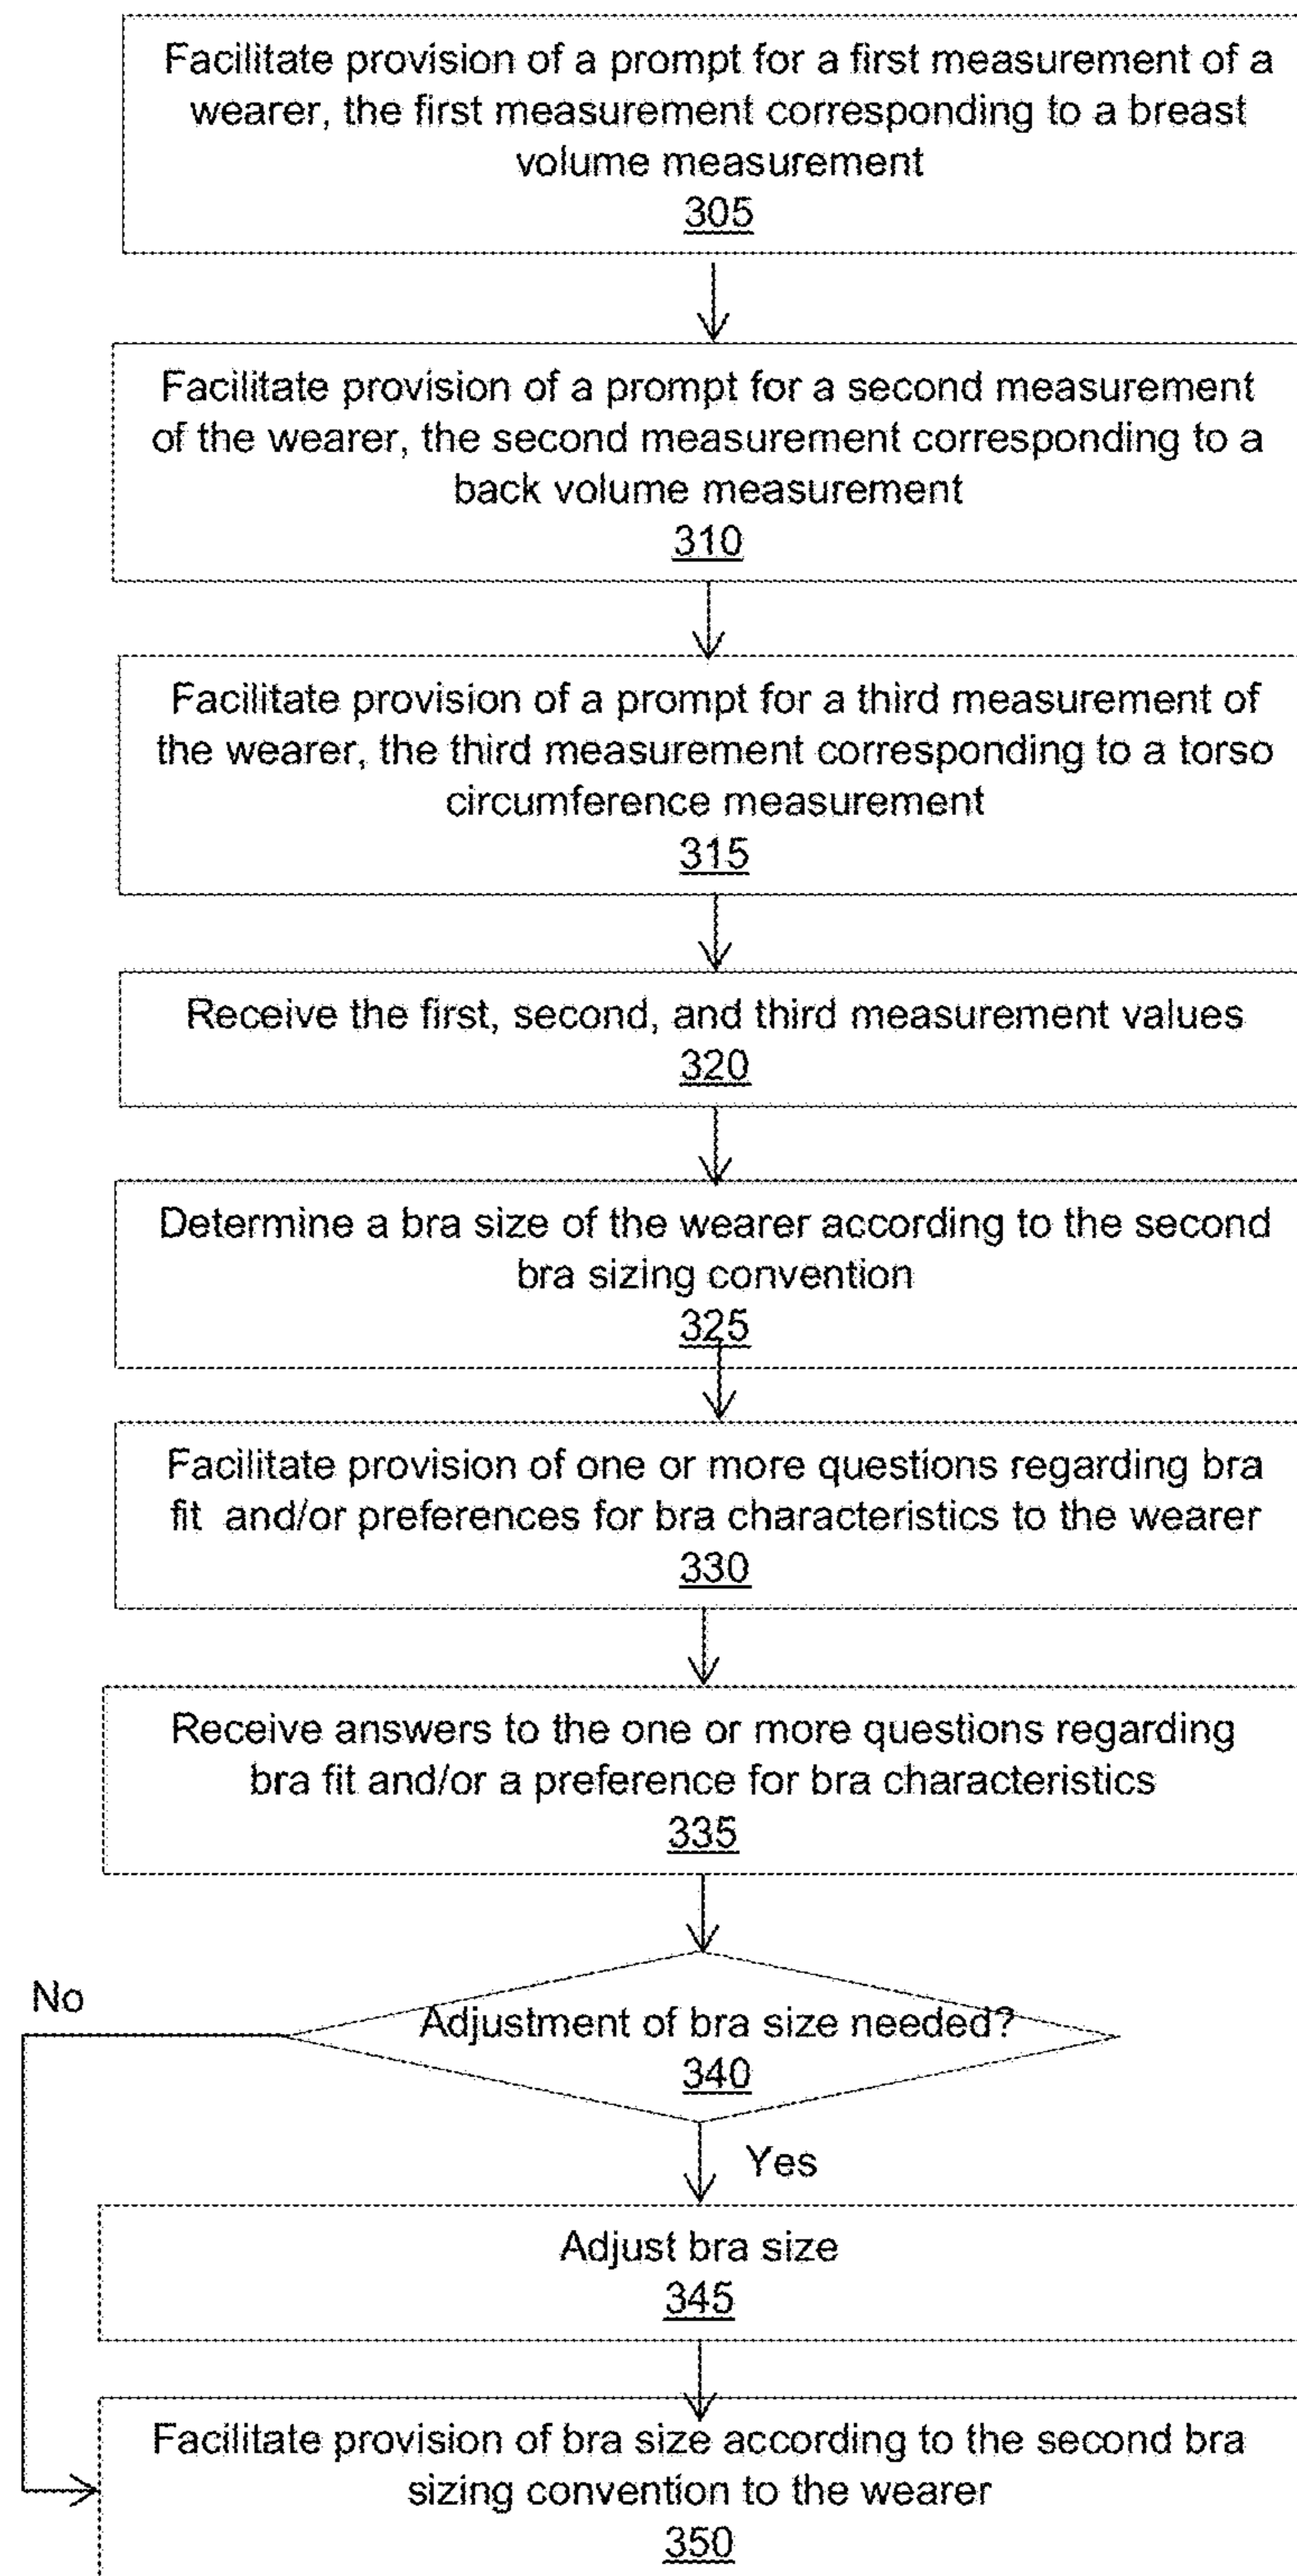 Facilitate provision of a prompt for a first measurement of a
wearer, the first measurement corresponding to a breast
volume measurement
305
Facilitate provision of a prompt for a second measurement
of the wearer, the second measurement corresponding to a
back volume measurement
310
Facilitate provision of a prompt for a third measurement of
the wearer, the third measurement corresponding to a torso
circumference measurement
315
Receive the first, second, and third measurement values
320
Determine a bra size of the wearer according to the second
bra sizing convention
325
Facilitate provision of one or more questions regarding bra
fit and/or preferences for bra characteristics to the wearer
330
Receive answers to the one or more questions regarding
bra fit and/or a preference for bra characteristics
335
No
Adjustment of bra size needed?
340
Yes
Adjust bra size
345
Facilitate provision of bra size according to the second bra
sizing convention to the wearer
350